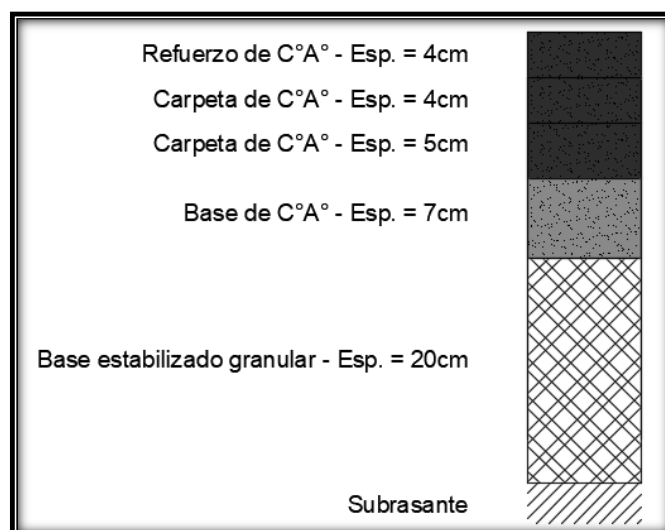 Refuerzo de C°A° - Esp. = 4cm
Carpeta de C°A° - Esp. = 4cm
Carpeta de C°A° - Esp. = 5cm
Base de C°A° - Esp. = 7cm
Base estabilizado granular - Esp. = 20cm
Subrasante